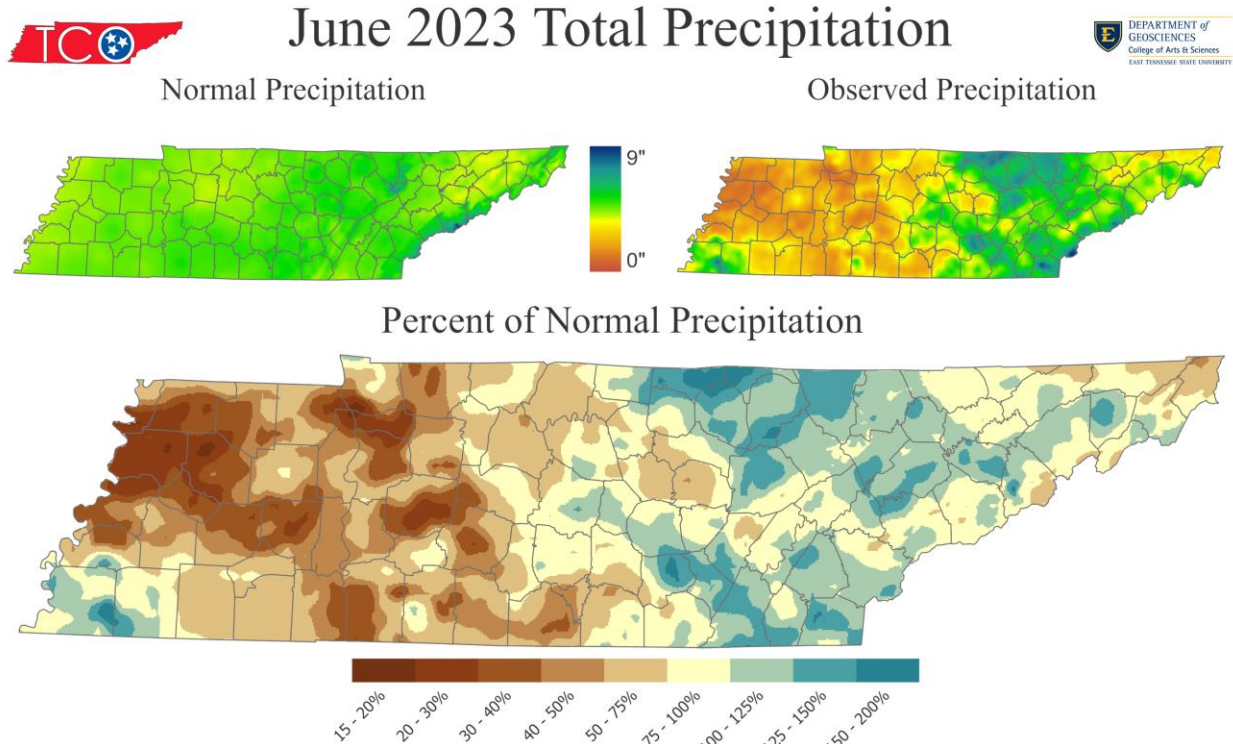 TCO
June 2023 Total Precipitation
E
DEPARTMENT of
GEOSCIENCES
College of Arts & Sciences
EAST TENNESSEE STATE UNIVERSITY
Normal Precipitation
Observed Precipitation
9"
0"
Percent of Normal Precipitation
15 - 20%
20 - 30%
30 - 40%
40 - 50%
50 - 75%
75 - 100%
100 - 125%
125 - 150%
150 - 200%